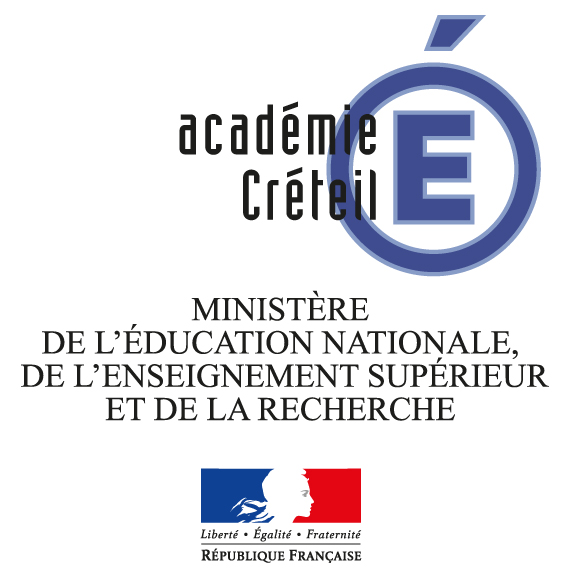 académie
Créteil
É
MINISTÈRE
DE L'ÉDUCATION NATIONALE,
DE L'ENSEIGNEMENT SUPÉRIEUR
ET DE LA RECHERCHE
Liberté • Égalité • Fraternité
RÉPUBLIQUE FRANÇAISE